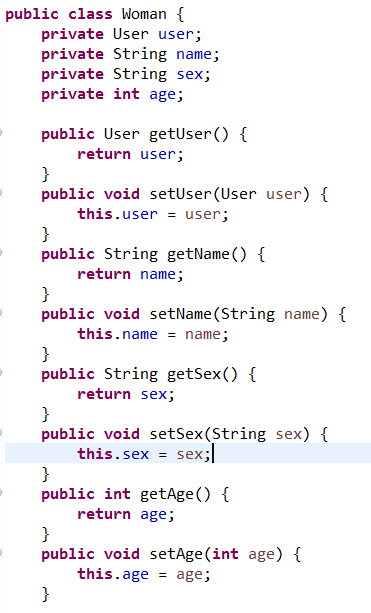 public class Woman {
    private User user;
    private String name;
    private String sex;
    private int age;

    public User getUser() {
        return user;
    }
    public void setUser(User user) {
        this.user = user;
    }
    public String getName() {
        return name;
    }
    public void setName(String name) {
        this.name = name;
    }
    public String getSex() {
        return sex;
    }
    public void setSex(String sex) {
        this.sex = sex;
    }
    public int getAge() {
        return age;
    }
    public void setAge(int age) {
        this.age = age;
    }